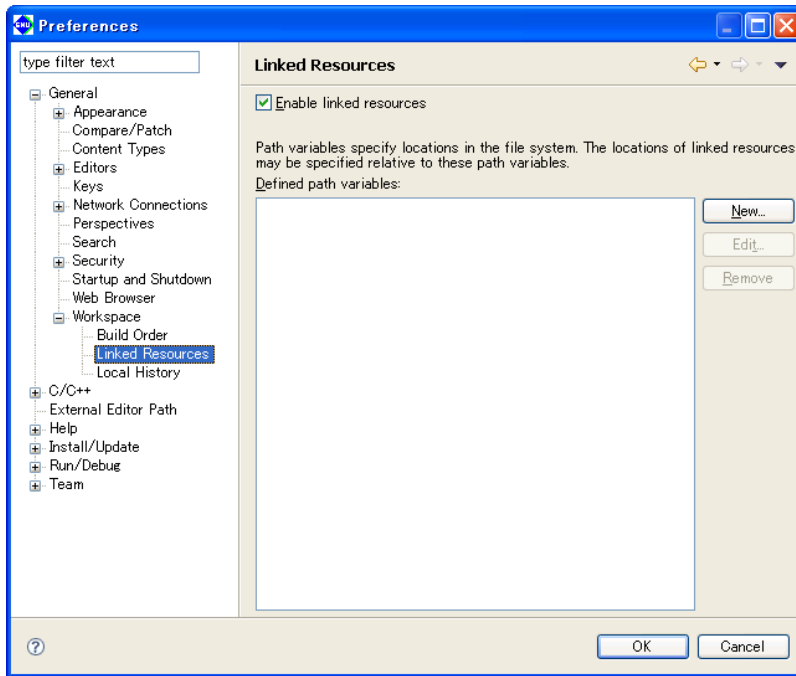 Preferences
type filter text
General
Appearance
Compare/Patch
Content Types
Editors
Keys
Network Connections
Perspectives
Search
Security
Startup and Shutdown
Web Browser
Workspace
Build Order
Linked Resources
Local History
C/C++
External Editor Path
Help
Install/Update
Run/Debug
Team
Linked Resources
Enable linked resources
Path variables specify locations in the file system. The locations of linked resources
may be specified relative to these path variables.
Defined path variables:
New...
Edit...
Remove
?
OK
Cancel